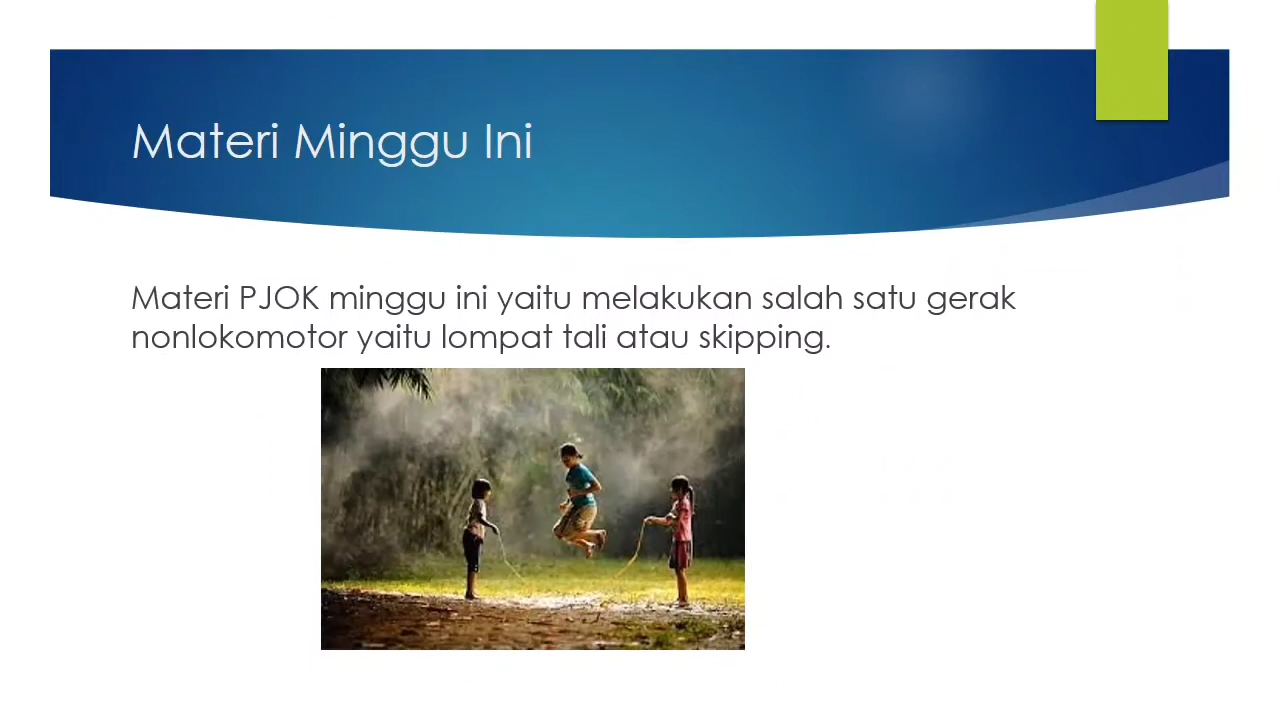 Materi Minggu Ini
Materi PJOK minggu ini yaitu melakukan salah satu gerak
nonlokomotor yaitu lompat tali atau skipping.